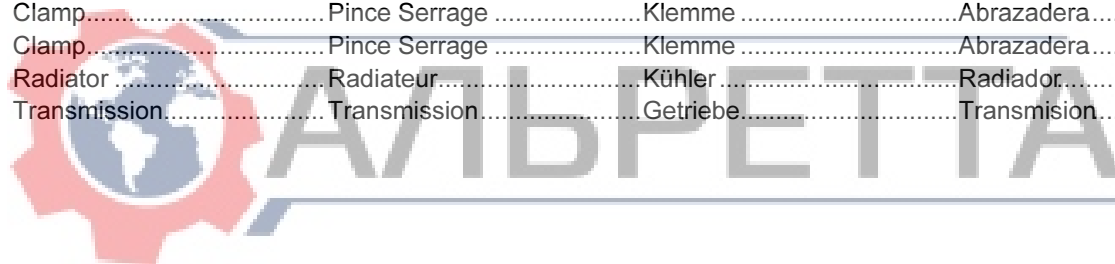 Clamp..............................Pince Serrage ....................Klemme ...........................Abrazadera...
Clamp..............................Pince Serrage ....................Klemme ...........................Abrazadera...
Radiator ...........................Radiateur ..........................Kühler ..............................Radiador...
Transmission....................Transmission....................Getriebe...........................Transmision..
АЛЬРЕТТА